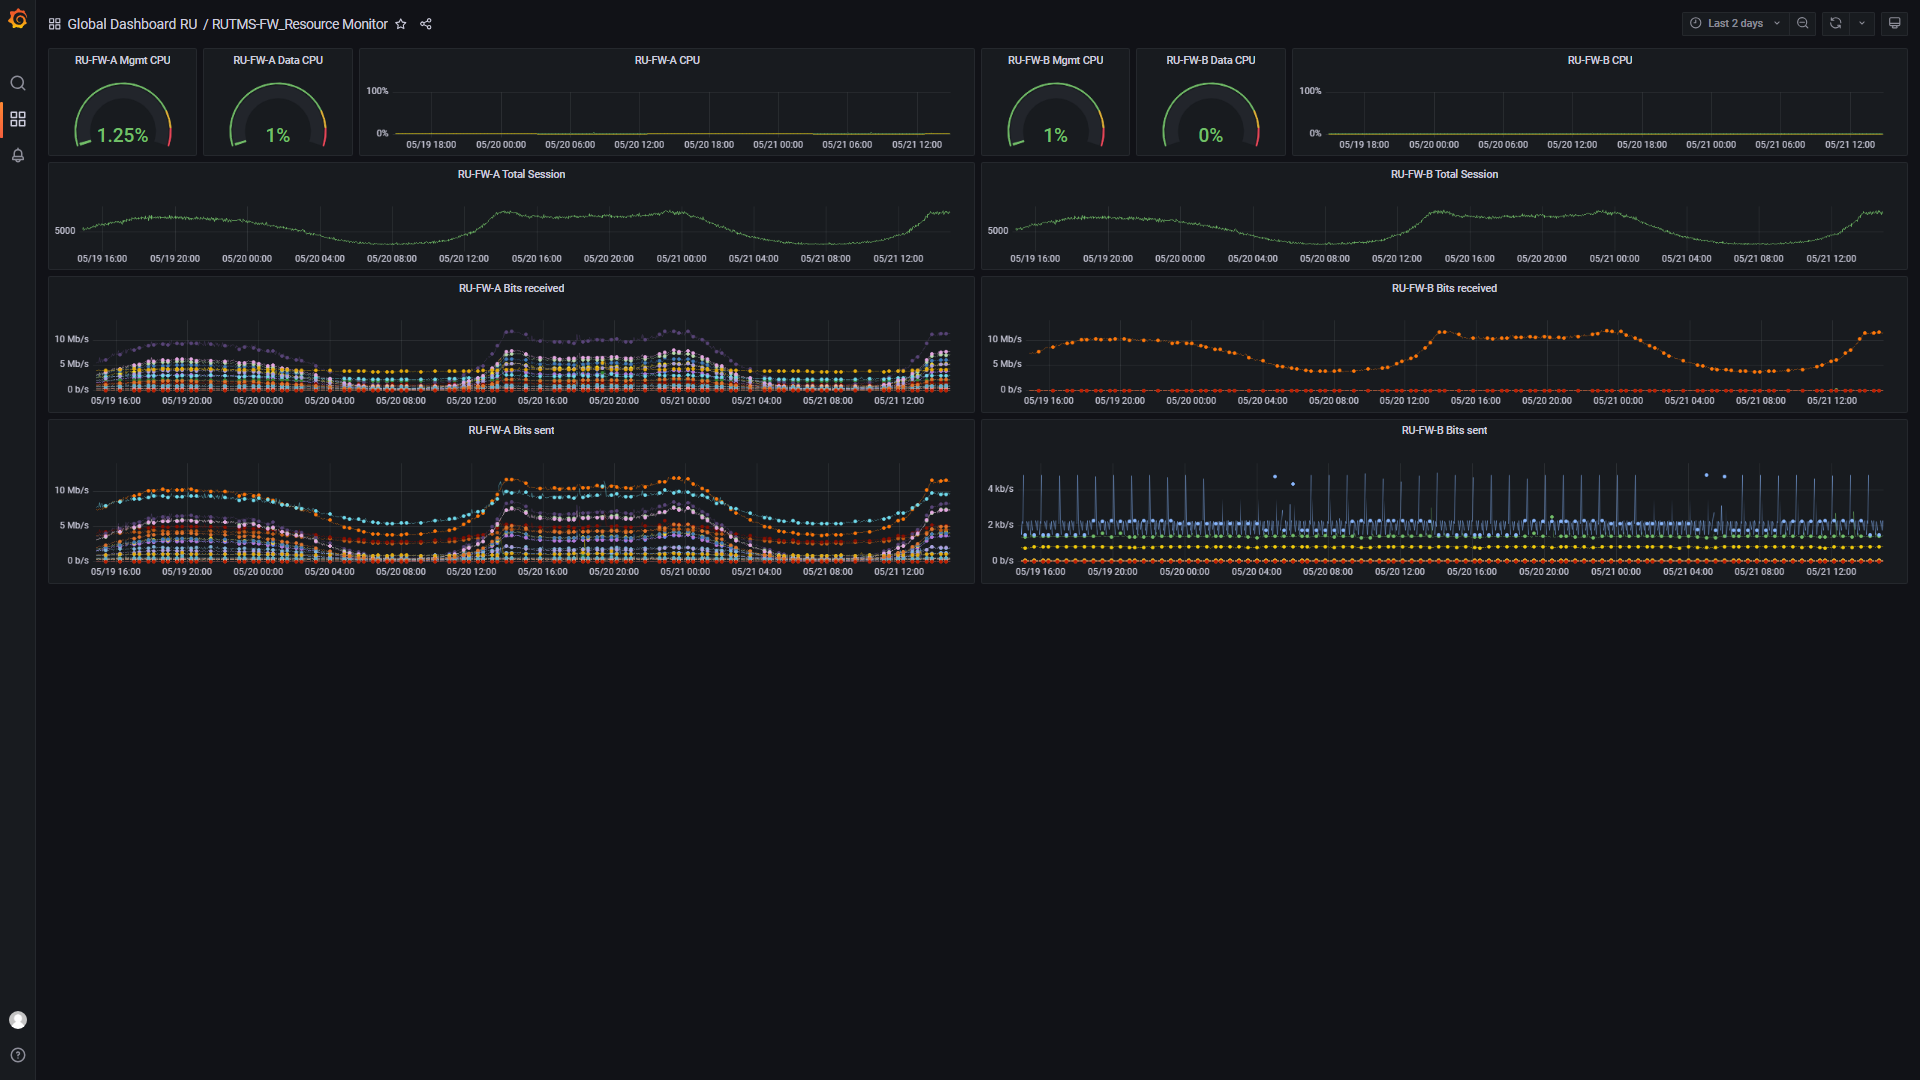 Global Dashboard RU / RUTMS-FW_Resource Monitor
Last 2 days
RU-FW-A Mgmt CPU
1.25%
RU-FW-A Data CPU
1%
RU-FW-A CPU
100%
0%
05/19 18:00 05/20 00:00 05/20 06:00 05/20 12:00 05/20 18:00 05/21 00:00 05/21 06:00 05/21 12:00
RU-FW-B Mgmt CPU
1%
RU-FW-B Data CPU
0%
RU-FW-B CPU
100%
0%
05/19 18:00 05/20 00:00 05/20 06:00 05/20 12:00 05/20 18:00 05/21 00:00 05/21 06:00 05/21 12:00
RU-FW-A Total Session
5000
05/19 16:00 05/19 20:00 05/20 00:00 05/20 04:00 05/20 08:00 05/20 12:00 05/20 16:00 05/20 20:00 05/21 00:00 05/21 04:00 05/21 08:00 05/21 12:00
RU-FW-B Total Session
5000
05/19 16:00 05/19 20:00 05/20 00:00 05/20 04:00 05/20 08:00 05/20 12:00 05/20 16:00 05/20 20:00 05/21 00:00 05/21 04:00 05/21 08:00 05/21 12:00
RU-FW-A Bits received
10 Mb/s
5 Mb/s
0 b/s
05/19 16:00 05/19 20:00 05/20 00:00 05/20 04:00 05/20 08:00 05/20 12:00 05/20 16:00 05/20 20:00 05/21 00:00 05/21 04:00 05/21 08:00 05/21 12:00
RU-FW-B Bits received
10 Mb/s
5 Mb/s
0 b/s
05/19 16:00 05/19 20:00 05/20 00:00 05/20 04:00 05/20 08:00 05/20 12:00 05/20 16:00 05/20 20:00 05/21 00:00 05/21 04:00 05/21 08:00 05/21 12:00
RU-FW-A Bits sent
10 Mb/s
5 Mb/s
0 b/s
05/19 16:00 05/19 20:00 05/20 00:00 05/20 04:00 05/20 08:00 05/20 12:00 05/20 16:00 05/20 20:00 05/21 00:00 05/21 04:00 05/21 08:00 05/21 12:00
RU-FW-B Bits sent
4 kb/s
2 kb/s
0 b/s
05/19 16:00 05/19 20:00 05/20 00:00 05/20 04:00 05/20 08:00 05/20 12:00 05/20 16:00 05/20 20:00 05/21 00:00 05/21 04:00 05/21 08:00 05/21 12:00